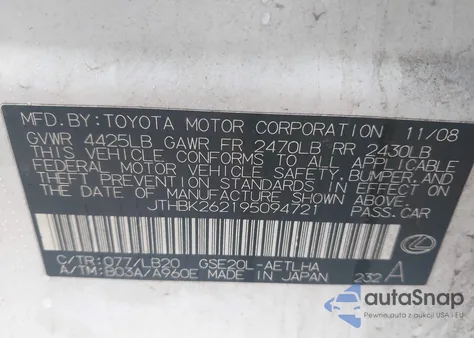 MFD.BY:TOYOTA MOTOR CORPORATION 11/08
GVWR 4425LB GAWR FR 2470LB RR 2430LB
THIS VEHICLE CONFORMS TO ALL APPLICABLE
FEDERAL MOTOR VEHICLE SAFETY, BUMPER,AND
THEFT PREVENTION STANDARDS IN EFFECT ON
THE DATE OF MANUFACTURE SHOWN ABOVE.
JTHBK262195094721 PASS.CAR
C/TR:077/LB20 GSE20L-AETLHA
A/TM:B03A/A960E MADE IN JAPAN 232 A
autoSnap
Pewne auta z aukcji USA i EU